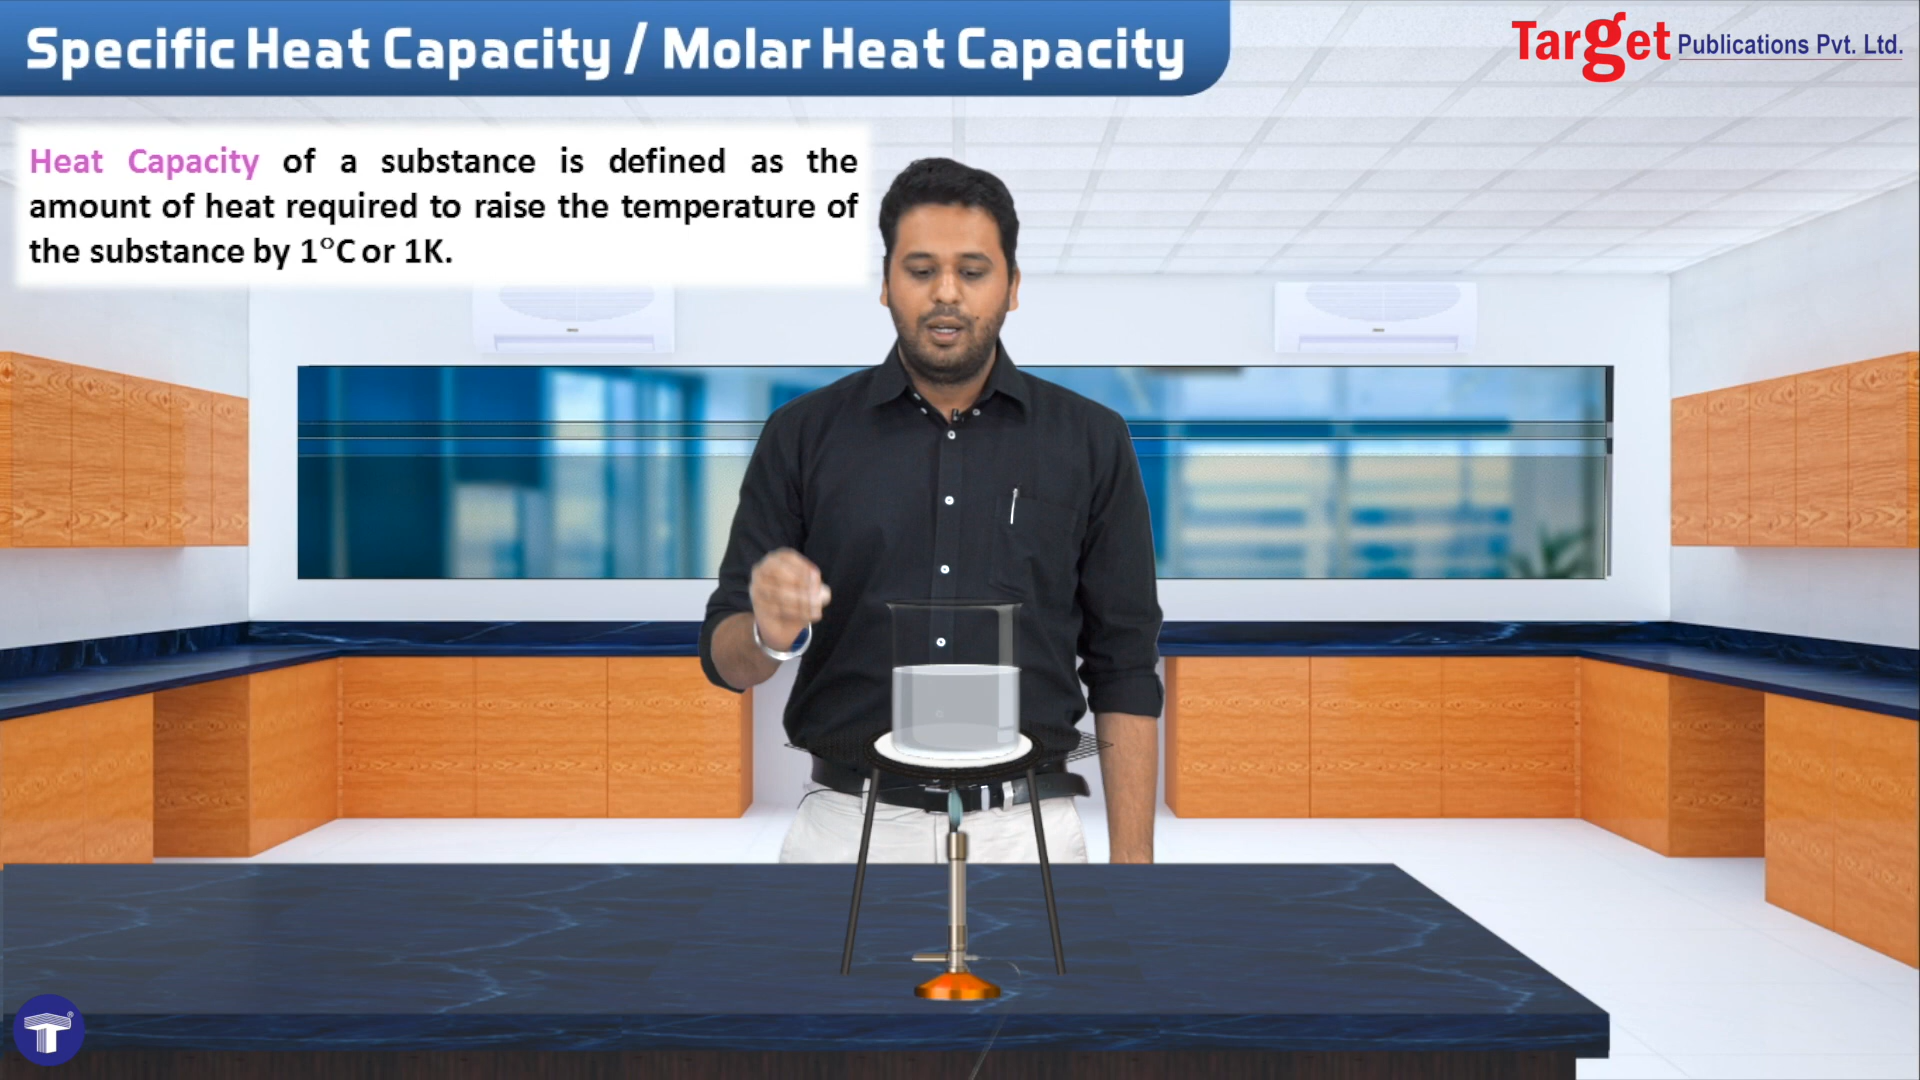 Specific Heat Capacity / Molar Heat Capacity
Target Publications Pvt. Ltd.
Heat Capacity of a substance is defined as the
amount of heat required to raise the temperature of
the substance by 1°C or 1K.
T®